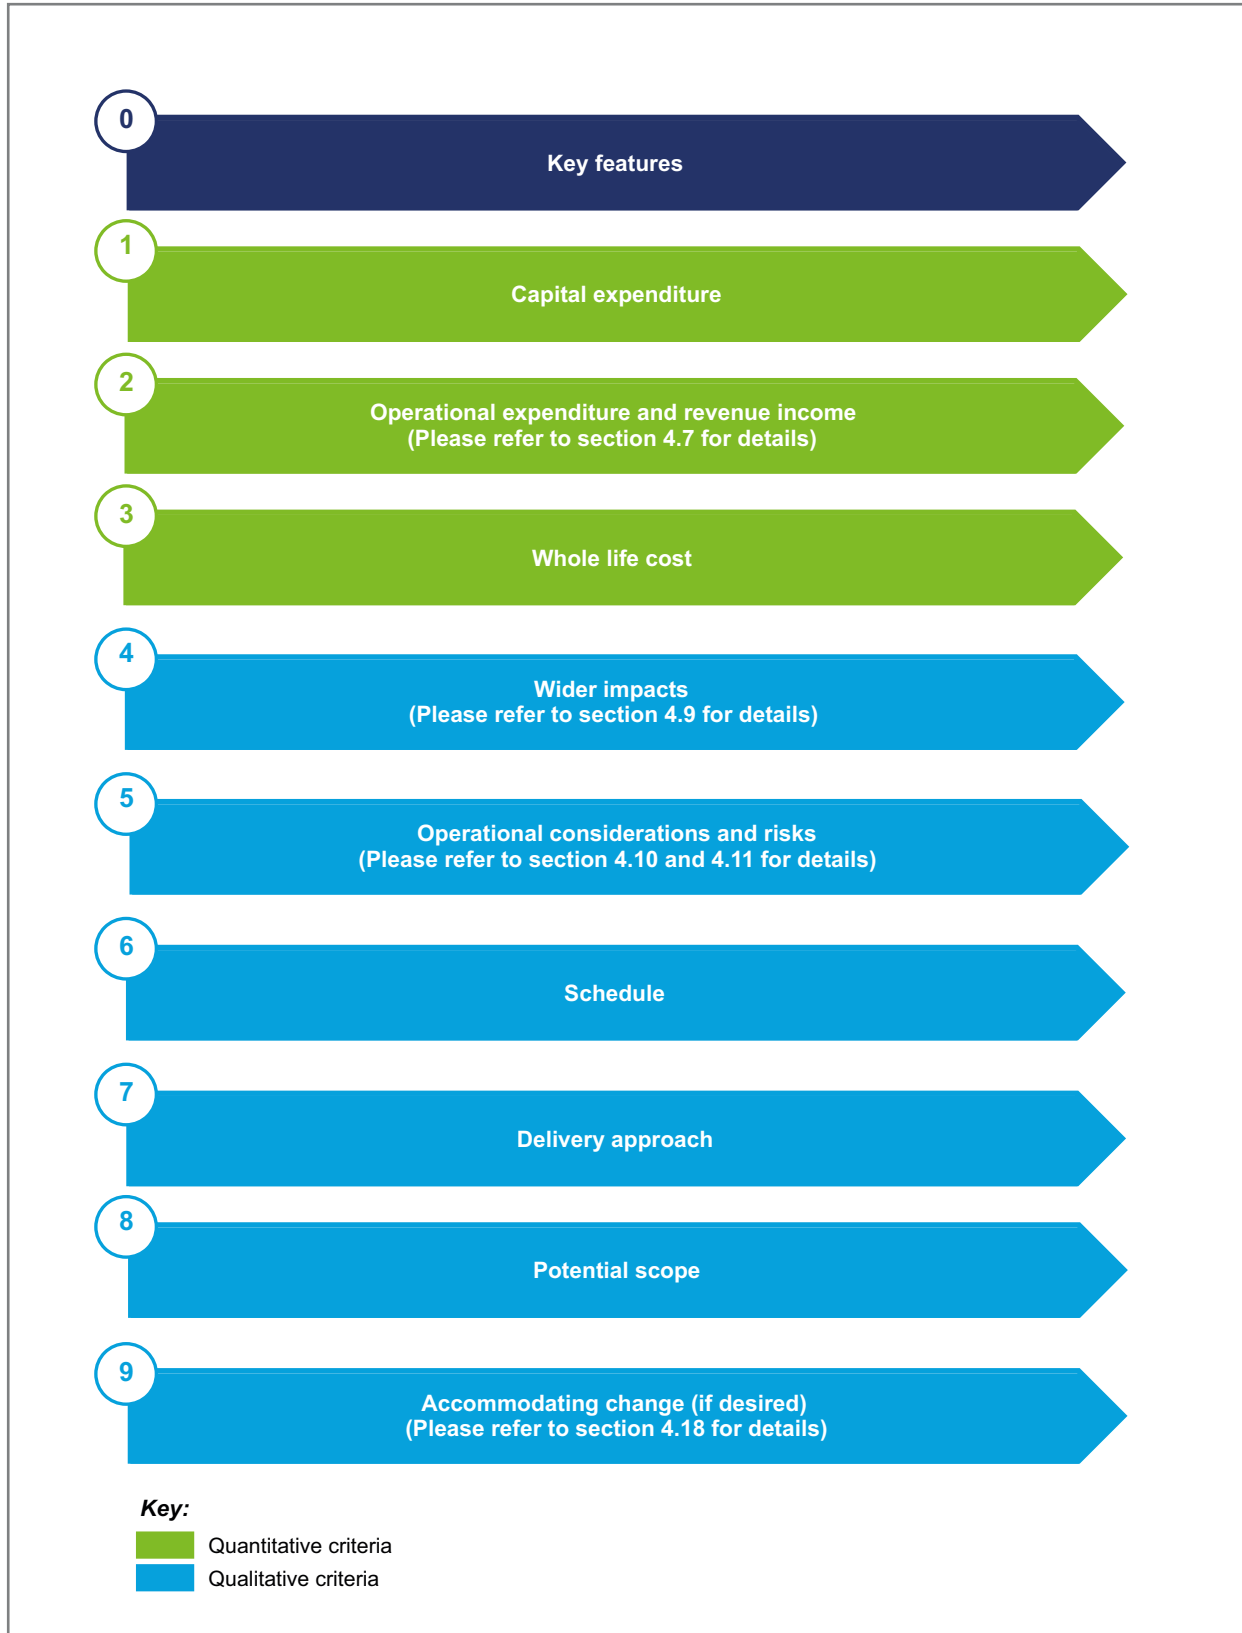 0
Key features
1
Capital expenditure
2
Operational expenditure and revenue income
(Please refer to section 4.7 for details)
3
Whole life cost
4
Wider impacts
(Please refer to section 4.9 for details)
5
Operational considerations and risks
(Please refer to section 4.10 and 4.11 for details)
6
Schedule
7
Delivery approach
8
Potential scope
9
Accommodating change (if desired)
(Please refer to section 4.18 for details)
Key:
Quantitative criteria
Qualitative criteria